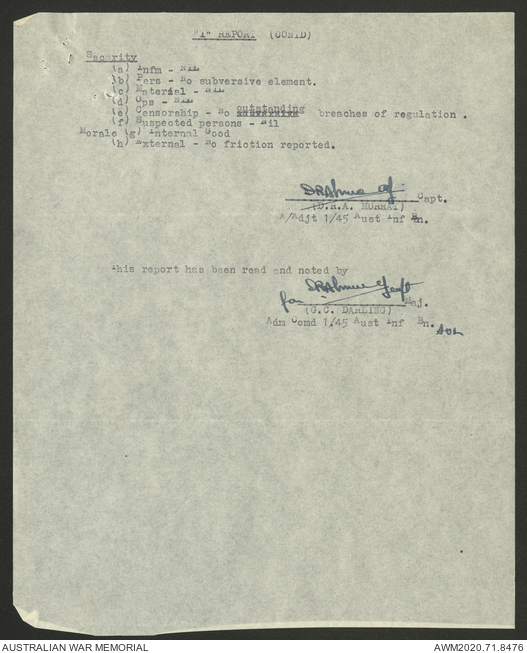 "I" REPORT (CONTD)
Security
(a) Infm - NIL
(b) Pers - No subversive element.
(c) Material - NIL
(d) Ops - NIL
outstanding
(e) Censorship - No breaches of regulation .
(f) Suspected persons - Nil
Morale (g) Internal Good
(h) External - No friction reported.
Capt.
(D.R.A. MURRAY)
A/Adjt 1/45 Aust Inf Bn.
This report has been read and noted by
for Maj.
(G.C. DARLING)
Adm Comd 1/45 Aust Inf Bn.
AUSTRALIAN WAR MEMORIAL
AWM2020.71.8476